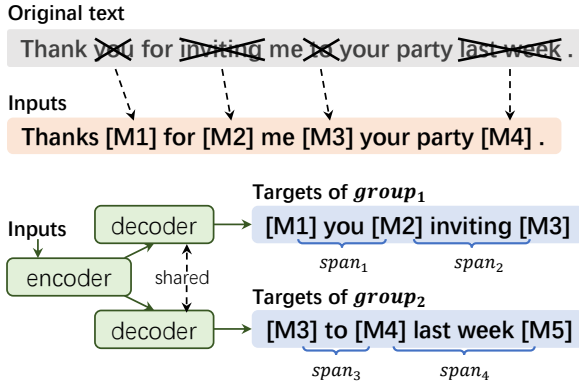 Original text
Thank you for inviting me to your party last week .
Inputs
Thanks [M1] for [M2] me [M3] your party [M4] .
Targets of group1
Inputs
decoder
[M1] you [M2] inviting [M3]
span1
span2
encoder
shared
Targets of group2
decoder
[M3] to [M4] last week [M5]
span3
span4